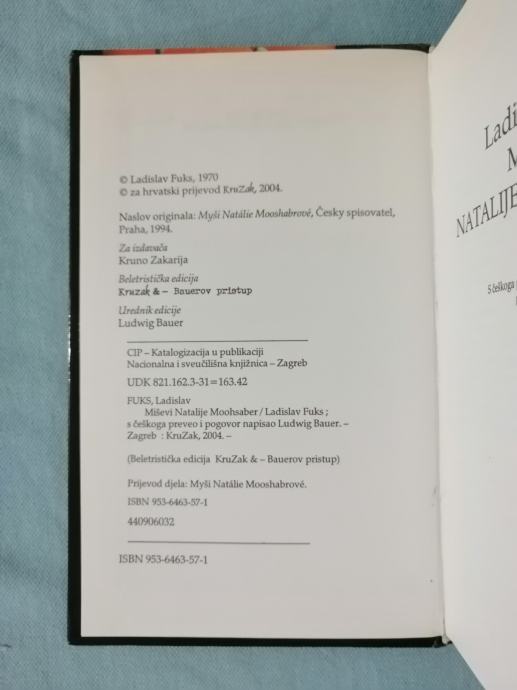 © Ladislav Fuks, 1970
© za hrvatski prijevod KruZak, 2004.
Naslov originala: Myši Natálie Mooshabrové, Česky spisovatel,
Praha, 1994.
Za izdavača
Kruno Zakarija
Beletristička edicija
Kruzak & – Bauerov pristup
Urednik edicije
Ludwig Bauer
CIP – Katalogizacija u publikaciji
Nacionalna i sveučilišna knjižnica – Zagreb
UDK 821.162.3-31=163.42
FUKS, Ladislav
Miševi Natalije Moohsaber / Ladislav Fuks ;
s češkoga preveo i pogovor napisao Ludwig Bauer. –
Zagreb : KruZak, 2004. –
(Beletristička edicija KruZak & – Bauerov pristup)
Prijevod djela: Myši Natálie Mooshabrové.
ISBN 953-6463-57-1
440906032
ISBN 953-6463-57-1
NATALIJE
S češkoga